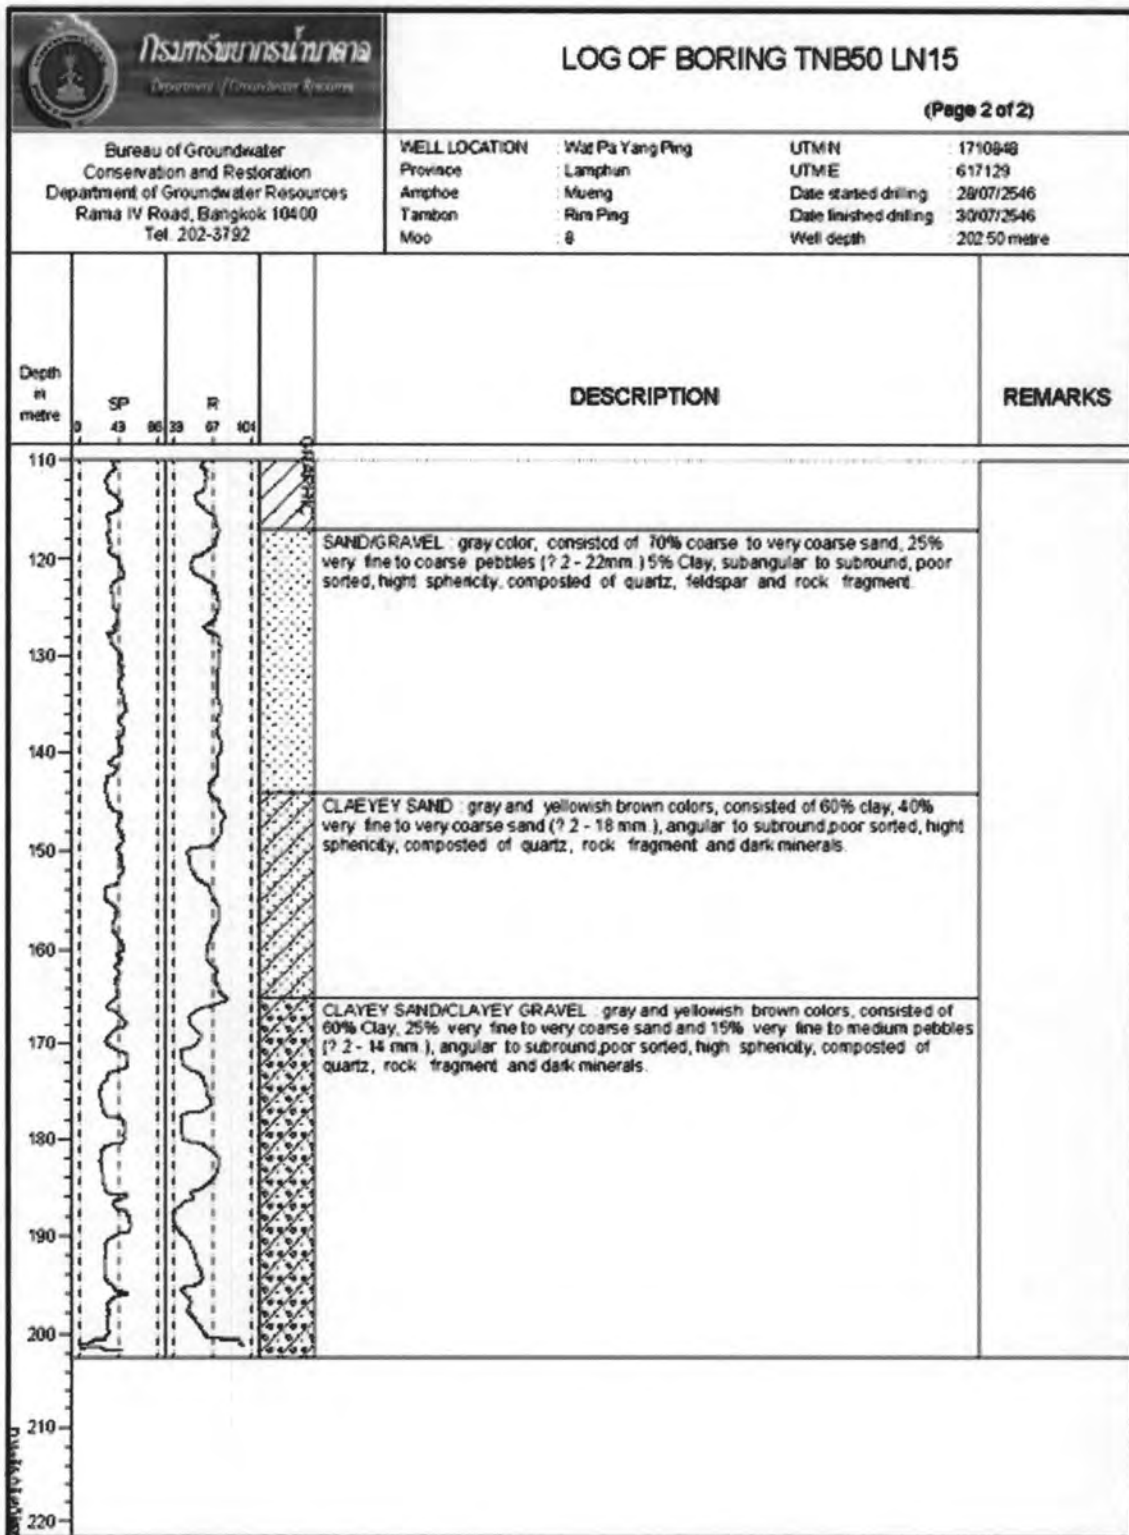 กรมทรัพยากรน้ำบาดาล
Department of Groundwater Resources
LOG OF BORING TNB50 LN15
(Page 2 of 2)
Bureau of Groundwater
Conservation and Restoration
Department of Groundwater Resources
Rama IV Road, Bangkok 10400
Tel. 202-3792
WELL LOCATION : Wat Pa Yang Ping UTM N : 1710848
Province : Lamphun UTM E : 617129
Amphoe : Mueng Date started drilling : 28/07/2546
Tambon : Rim Ping Date finished drilling : 30/07/2546
Moo : 8 Well depth : 202.50 metre
Depth
in
metre
SP
0 43 86
R
33 67 101
GRAPHIC
DESCRIPTION
REMARKS
110
SAND/GRAVEL : gray color, consisted of 70% coarse to very coarse sand, 25%
very fine to coarse pebbles (? 2 - 22mm.) 5% Clay, subangular to subround, poor
sorted, hight sphericity, composted of quartz, feldspar and rock fragment.
120
130
140
CLAEYEY SAND : gray and yellowish brown colors, consisted of 60% clay, 40%
very fine to very coarse sand (? 2 - 18 mm.), angular to subround,poor sorted, hight
sphericity, composted of quartz, rock fragment and dark minerals.
150
160
CLAYEY SAND/CLAYEY GRAVEL : gray and yellowish brown colors, consisted of
60% Clay, 25% very fine to very coarse sand and 15% very fine to medium pebbles
(? 2 - 14 mm.), angular to subround,poor sorted, high sphericity, composted of
quartz, rock fragment and dark minerals.
170
180
190
200
210
220